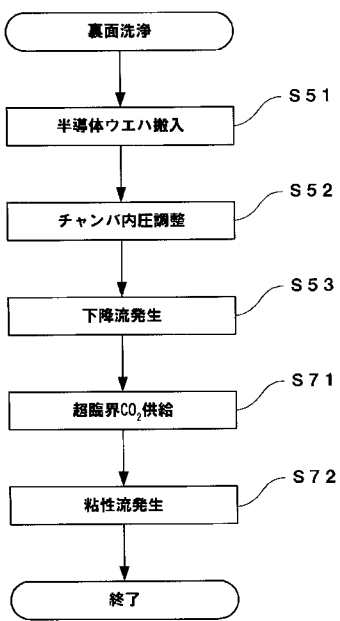 裏面洗浄
S51
半導体ウエハ搬入
S52
チャンバ内圧調整
S53
下降流発生
S71
超臨界CO₂供給
S72
粘性流発生
終了